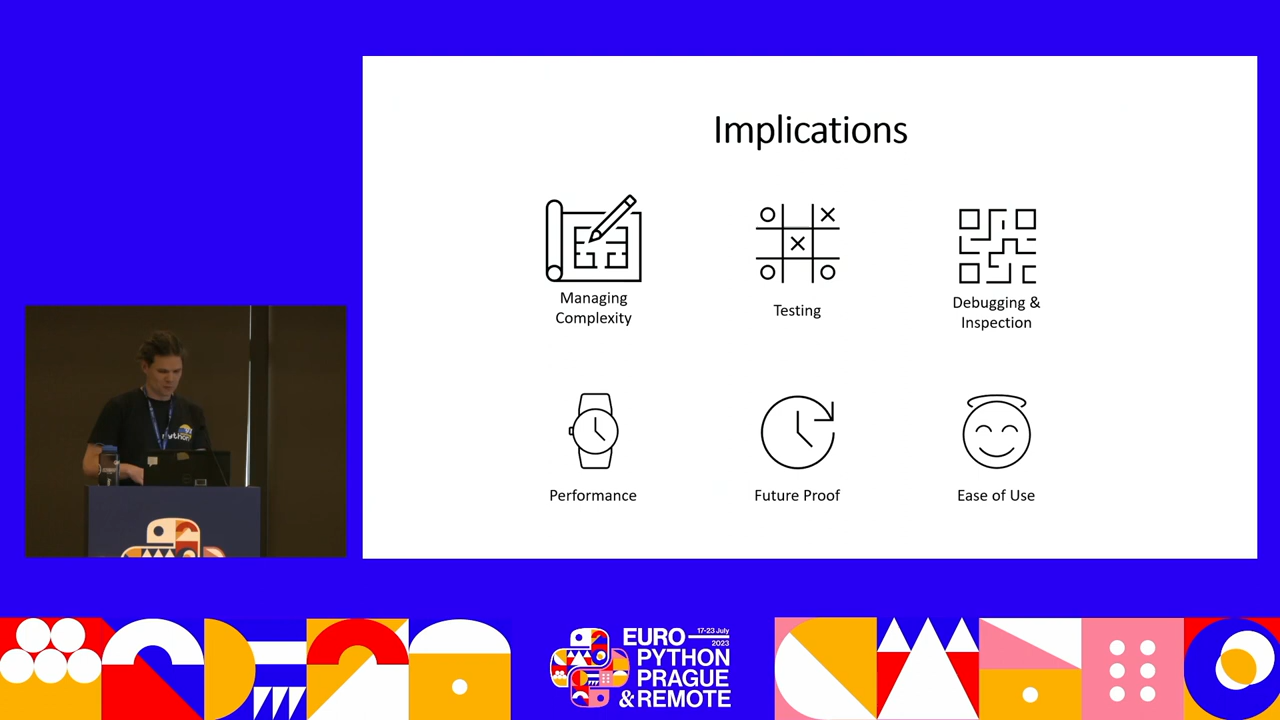 Implications
Managing
Complexity
Testing
Debugging &
Inspection
Performance
Future Proof
Ease of Use
EURO
17-23 July
2023
PYTHON
PRAGUE
& REMOTE